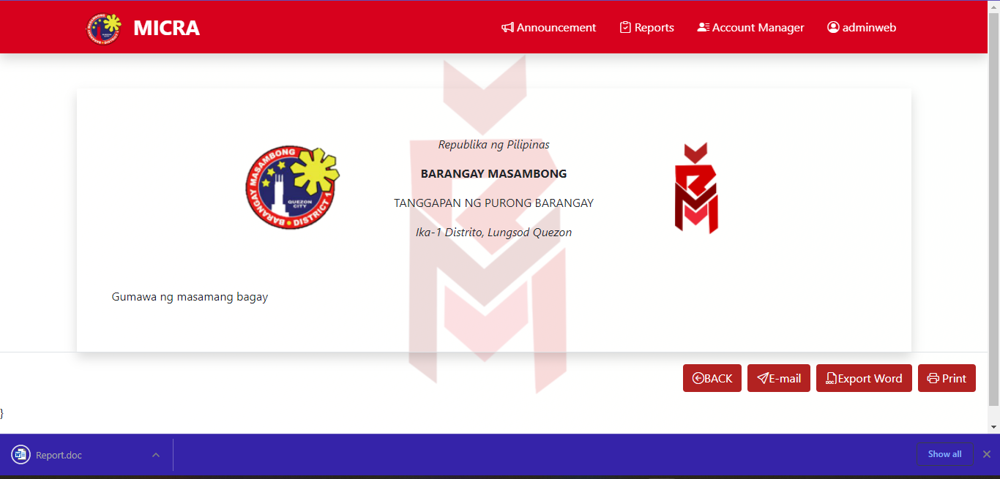 MICRA
Announcement
Reports
Account Manager
adminweb
Republika ng Pilipinas
BARANGAY MASAMBONG
TANGGAPAN NG PURONG BARANGAY
Ika-1 Distrito, Lungsod Quezon
BARANGAY MASAMBONG
QUEZON
CITY
DISTRICT 1
Gumawa ng masamang bagay
BACK
E-mail
Export Word
Print
}
Report.doc
Show all